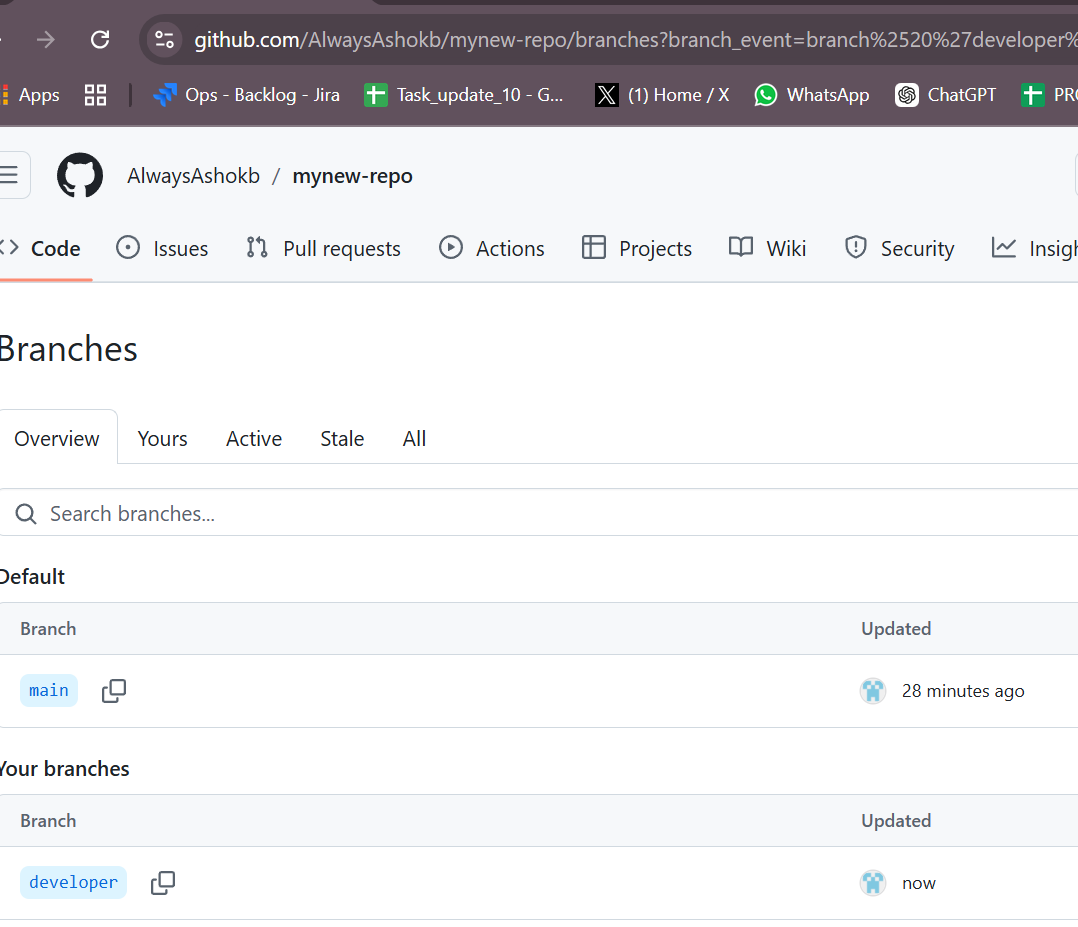 github.com/AlwaysAshokb/mynew-repo/branches?branch_event=branch%2520%27developer%
Apps Ops - Backlog - Jira Task_update_10 - G... (1) Home / X WhatsApp ChatGPT PRO
AlwaysAshokb / mynew-repo
Code Issues Pull requests Actions Projects Wiki Security Insigh
Branches
Overview Yours Active Stale All
Search branches...
Default
Branch Updated
main 28 minutes ago
Your branches
Branch Updated
developer now